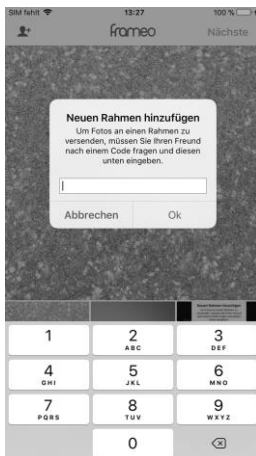 SIM fehlt 13:27 100 %
frameo Nächste
Neuen Rahmen hinzufügen
Um Fotos an einen Rahmen zu
versenden, müssen Sie Ihren Freund
nach einem Code fragen und diesen
unten eingeben.
Abbrechen Ok
1 2 3
ABC DEF
4 5 6
GHI JKL MNO
7 8 9
PQRS TUV WXYZ
0